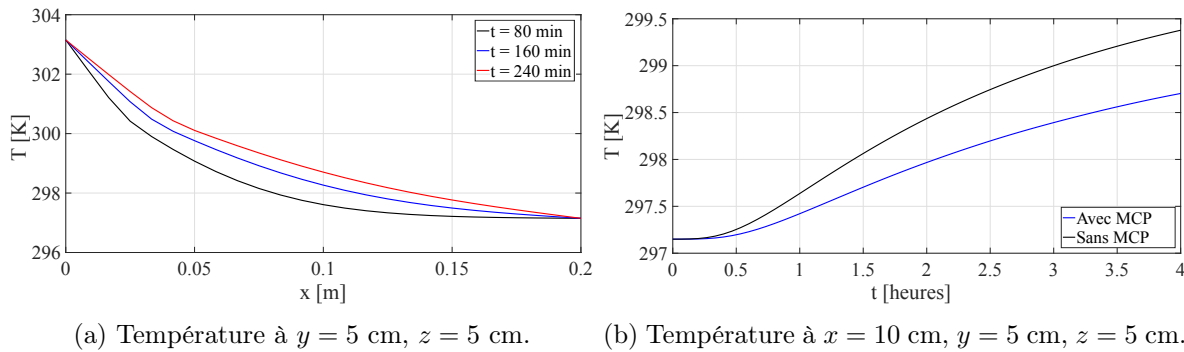 304
302
300
298
296
T [K]
0
0.05
0.1
0.15
0.2
x [m]
t = 80 min
t = 160 min
t = 240 min
(a) Température à y = 5 cm, z = 5 cm.
299.5
299
298.5
298
297.5
297
T [K]
0
0.5
1
1.5
2
2.5
3
3.5
4
t [heures]
Avec MCP
Sans MCP
(b) Température à x = 10 cm, y = 5 cm, z = 5 cm.